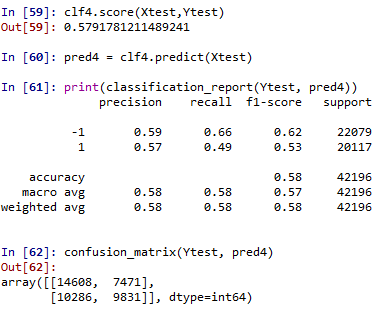 In [59]: clf4.score(Xtest,Ytest)
Out[59]: 0.5791781211489241
In [60]: pred4 = clf4.predict(Xtest)
In [61]: print(classification_report(Ytest, pred4))
precision recall f1-score support
-1 0.59 0.66 0.62 22079
1 0.57 0.49 0.53 20117
accuracy 0.58 42196
macro avg 0.58 0.58 0.57 42196
weighted avg 0.58 0.58 0.58 42196
In [62]: confusion_matrix(Ytest, pred4)
Out[62]:
array([[14608, 7471],
[10286, 9831]], dtype=int64)